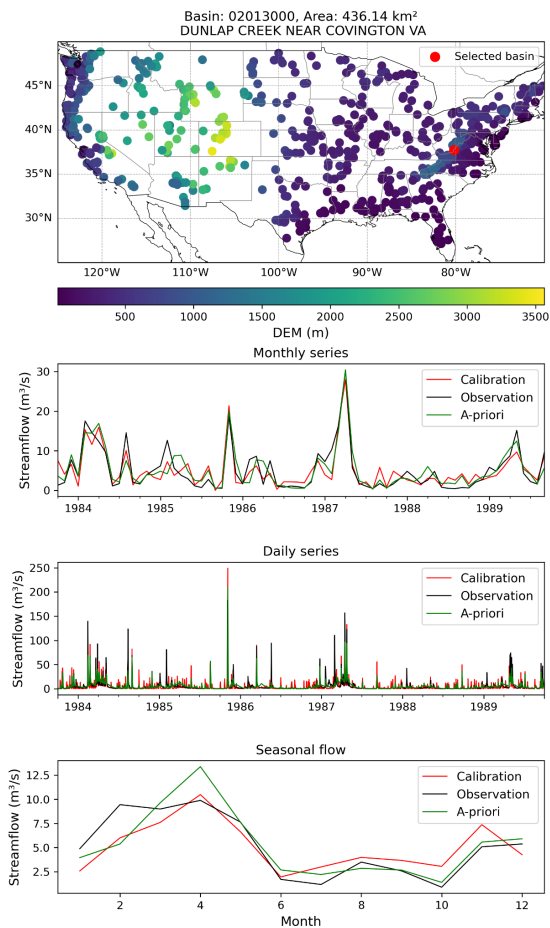 Basin: 02013000, Area: 436.14 km²
DUNLAP CREEK NEAR COVINGTON VA
Selected basin
45°N
40°N
35°N
30°N
120°W 110°W 100°W 90°W 80°W
500 1000 1500 2000 2500 3000 3500
DEM (m)
Monthly series
Streamflow (m³/s)
30
20
10
0
Calibration
Observation
A-priori
1984 1985 1986 1987 1988 1989
Daily series
Streamflow (m³/s)
250
200
150
100
50
0
Calibration
Observation
A-priori
1984 1985 1986 1987 1988 1989
Seasonal flow
Streamflow (m³/s)
12.5
10.0
7.5
5.0
2.5
Calibration
Observation
A-priori
2 4 6 8 10 12
Month